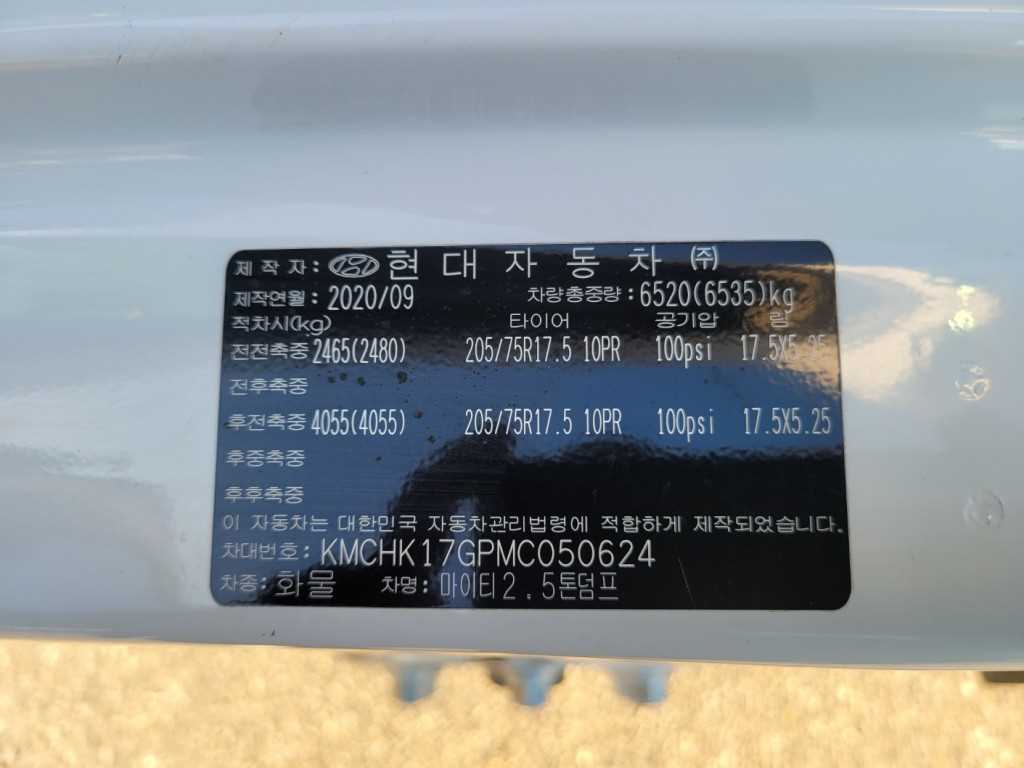 제작자: 현대자동차 ㈜
제작연월: 2020/09 차량총중량: 6520(6535)kg
적차시(kg) 타이어 공기압 림
전전축중 2465(2480) 205/75R17.5 10PR 100psi 17.5X5.25
전후축중
후전축중 4055(4055) 205/75R17.5 10PR 100psi 17.5X5.25
후중축중
후후축중
이 자동차는 대한민국 자동차관리법령에 적합하게 제작되었습니다.
차대번호: KMCHK17GPMC050624
차종: 화물 차명: 마이티2.5톤덤프